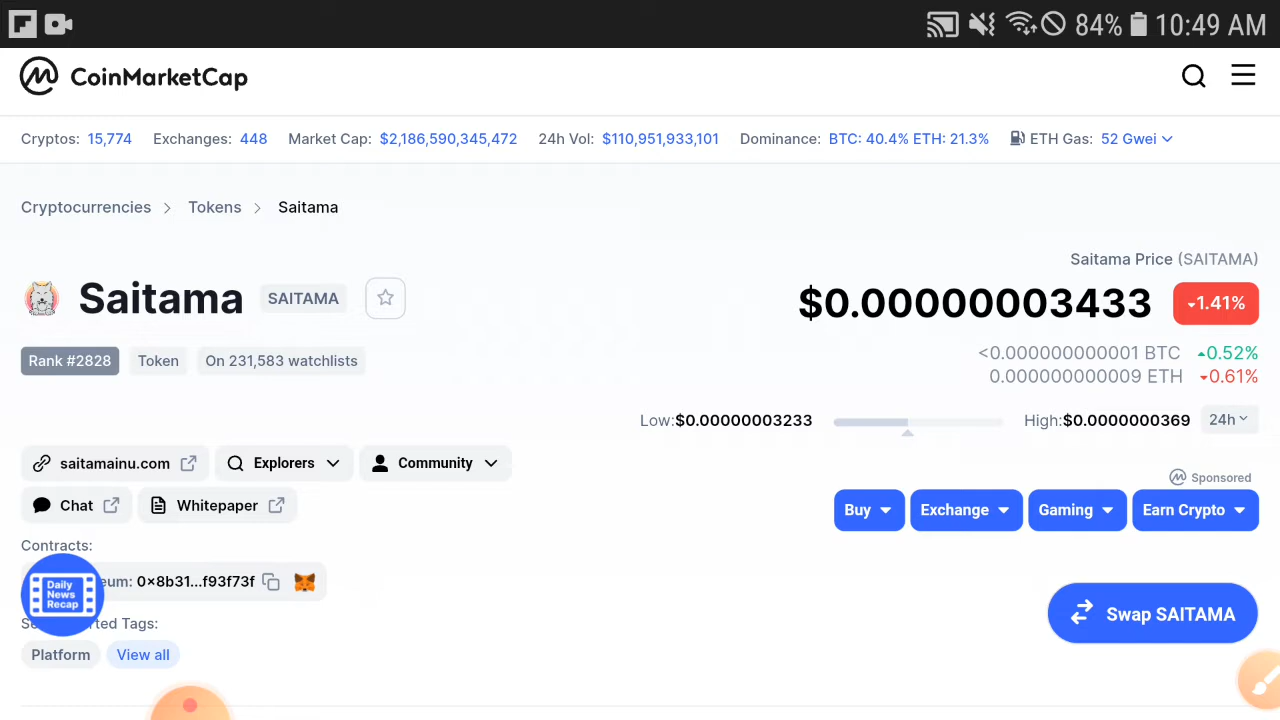 84% 10:49 AM
CoinMarketCap
Cryptos: 15,774 Exchanges: 448 Market Cap: $2,186,590,345,472 24h Vol: $110,951,933,101 Dominance: BTC: 40.4% ETH: 21.3% ETH Gas: 52 Gwei
Cryptocurrencies > Tokens > Saitama
Saitama Price (SAITAMA)
Saitama SAITAMA
$0.00000003433 1.41%
Rank #2828 Token On 231,583 watchlists
<0.000000000001 BTC 0.52%
0.000000000009 ETH 0.61%
Low:$0.00000003233 High:$0.0000000369 24h
saitamainu.com Explorers Community
Sponsored
Chat Whitepaper
Buy Exchange Gaming Earn Crypto
Contracts:
eum: 0x8b31...f93f73f
Daily
News
Recap
Swap SAITAMA
rted Tags:
Platform View all